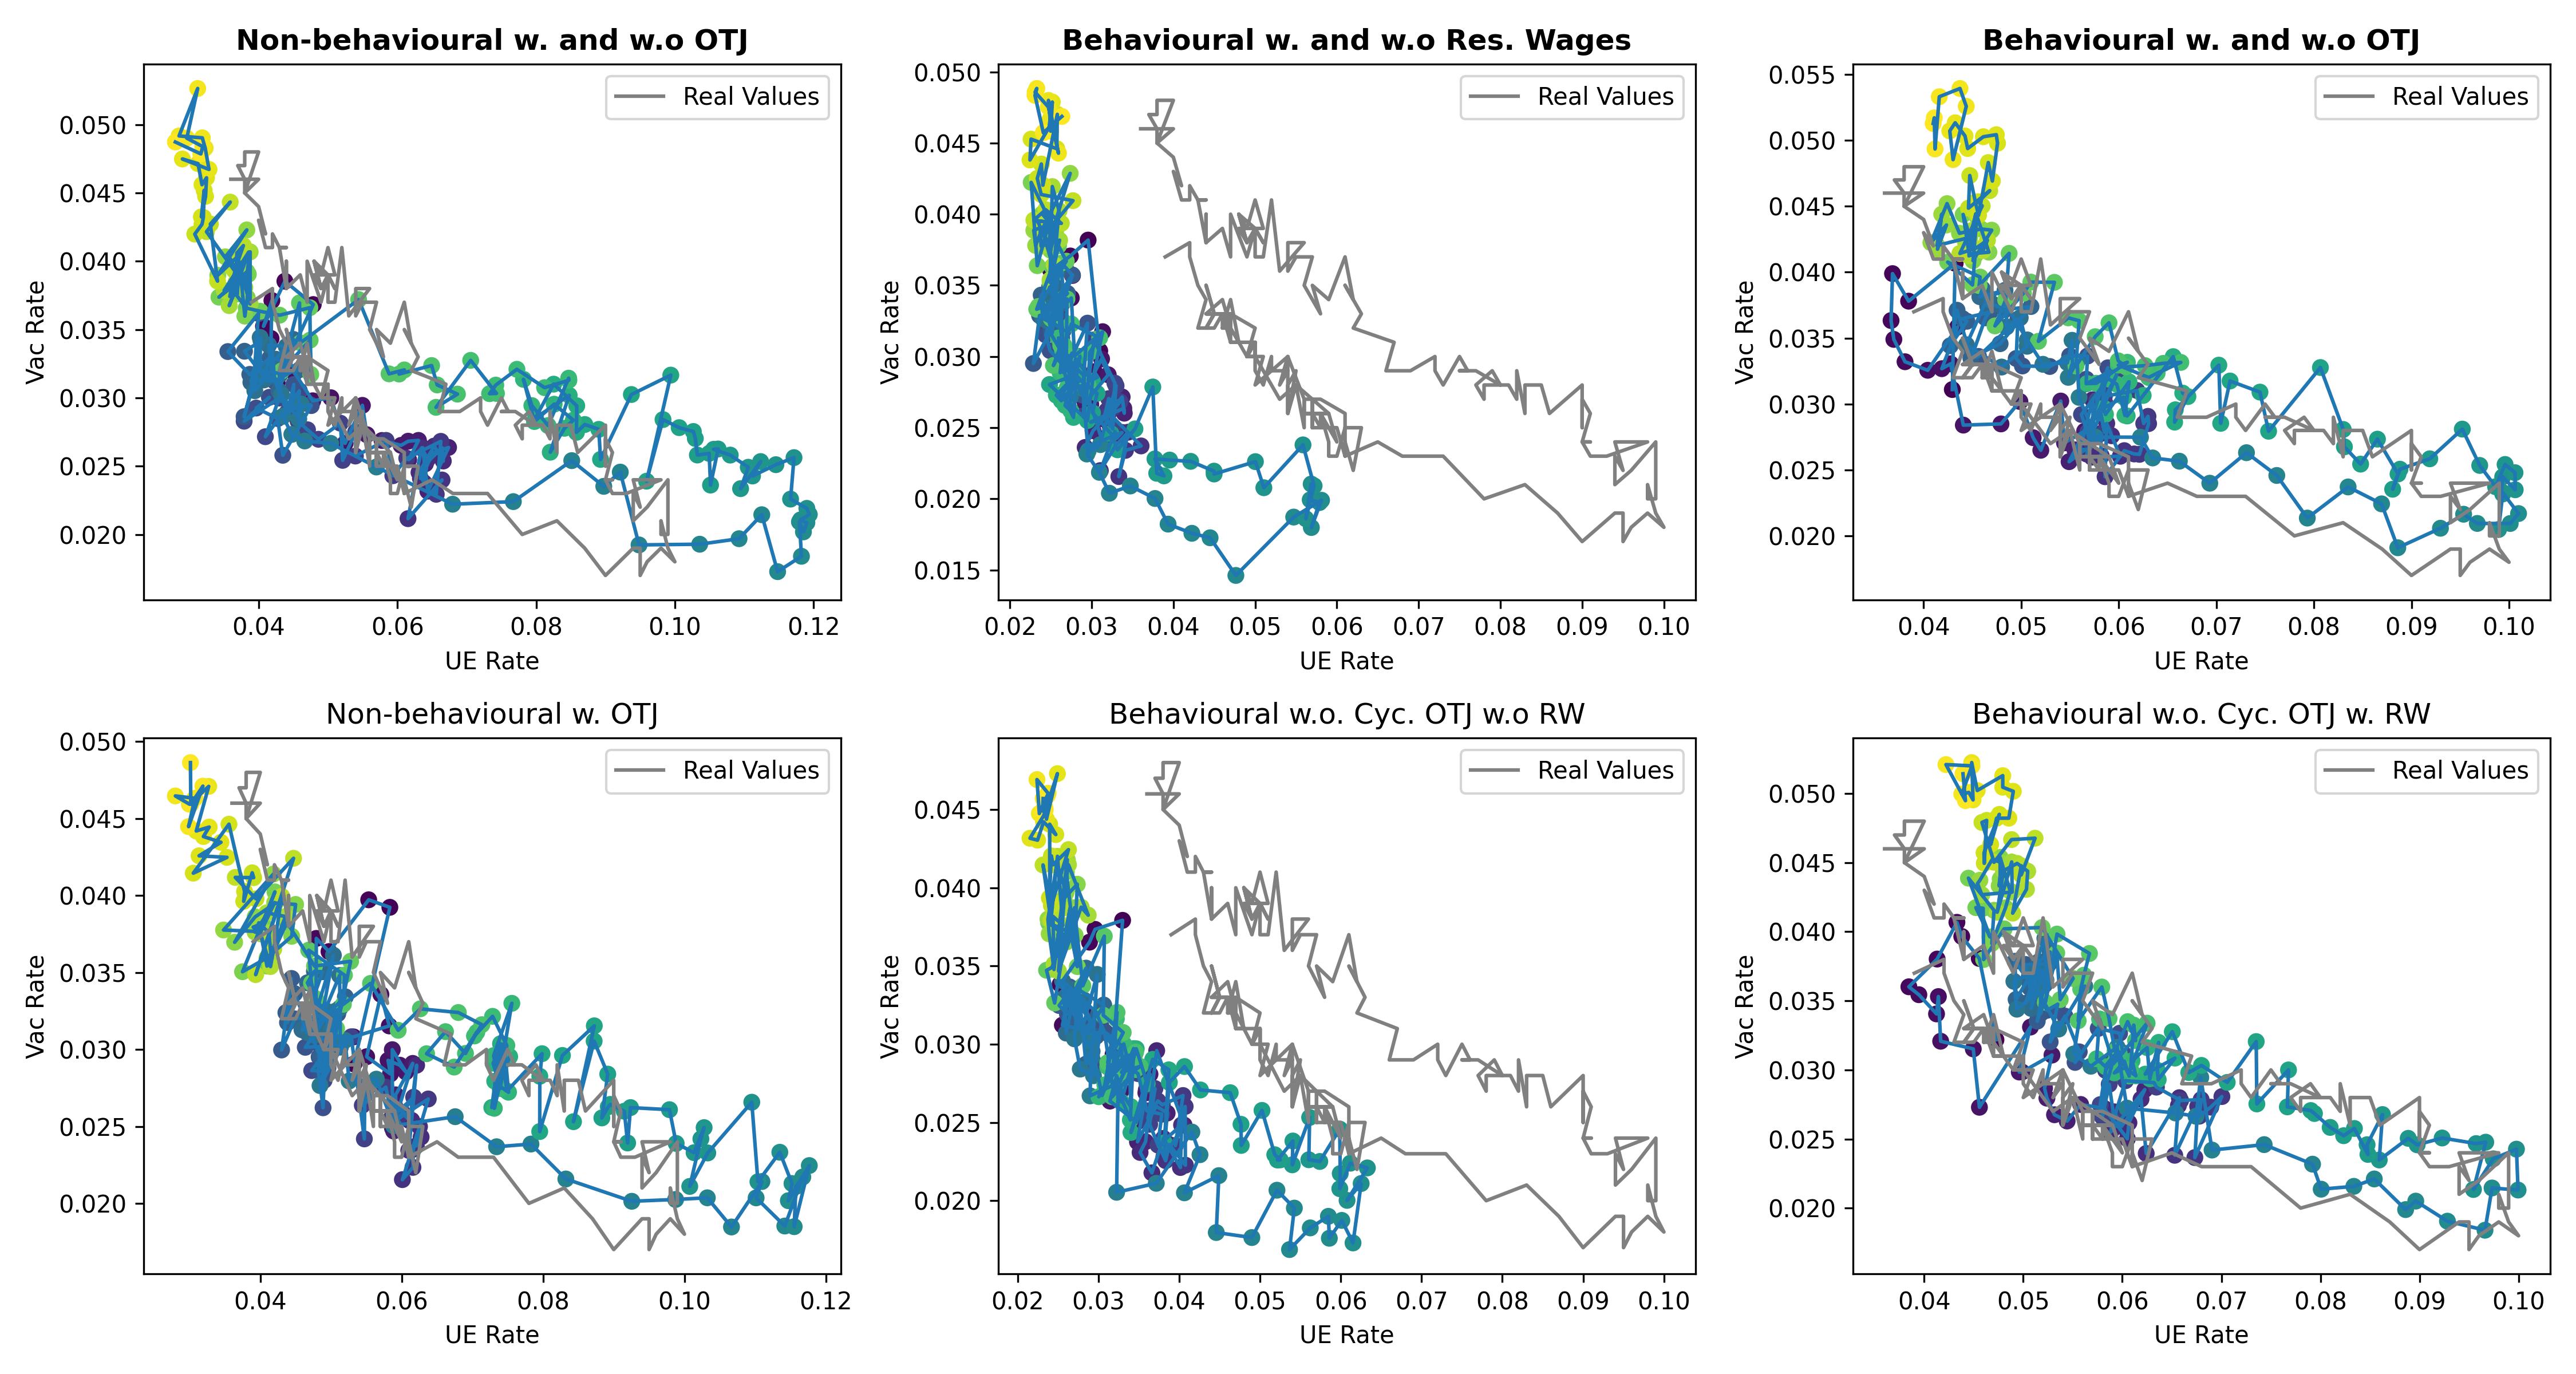 Non-behavioural w. and w.o OTJ
Real Values
0.050
0.045
0.040
0.035
0.030
0.025
0.020
Vac Rate
0.04 0.06 0.08 0.10 0.12
UE Rate
Behavioural w. and w.o Res. Wages
Real Values
0.050
0.045
0.040
0.035
0.030
0.025
0.020
0.015
Vac Rate
0.02 0.03 0.04 0.05 0.06 0.07 0.08 0.09 0.10
UE Rate
Behavioural w. and w.o OTJ
Real Values
0.055
0.050
0.045
0.040
0.035
0.030
0.025
0.020
Vac Rate
0.04 0.05 0.06 0.07 0.08 0.09 0.10
UE Rate
Non-behavioural w. OTJ
Real Values
0.050
0.045
0.040
0.035
0.030
0.025
0.020
Vac Rate
0.04 0.06 0.08 0.10 0.12
UE Rate
Behavioural w.o. Cyc. OTJ w.o RW
Real Values
0.045
0.040
0.035
0.030
0.025
0.020
Vac Rate
0.02 0.03 0.04 0.05 0.06 0.07 0.08 0.09 0.10
UE Rate
Behavioural w.o. Cyc. OTJ w. RW
Real Values
0.050
0.045
0.040
0.035
0.030
0.025
0.020
Vac Rate
0.04 0.05 0.06 0.07 0.08 0.09 0.10
UE Rate